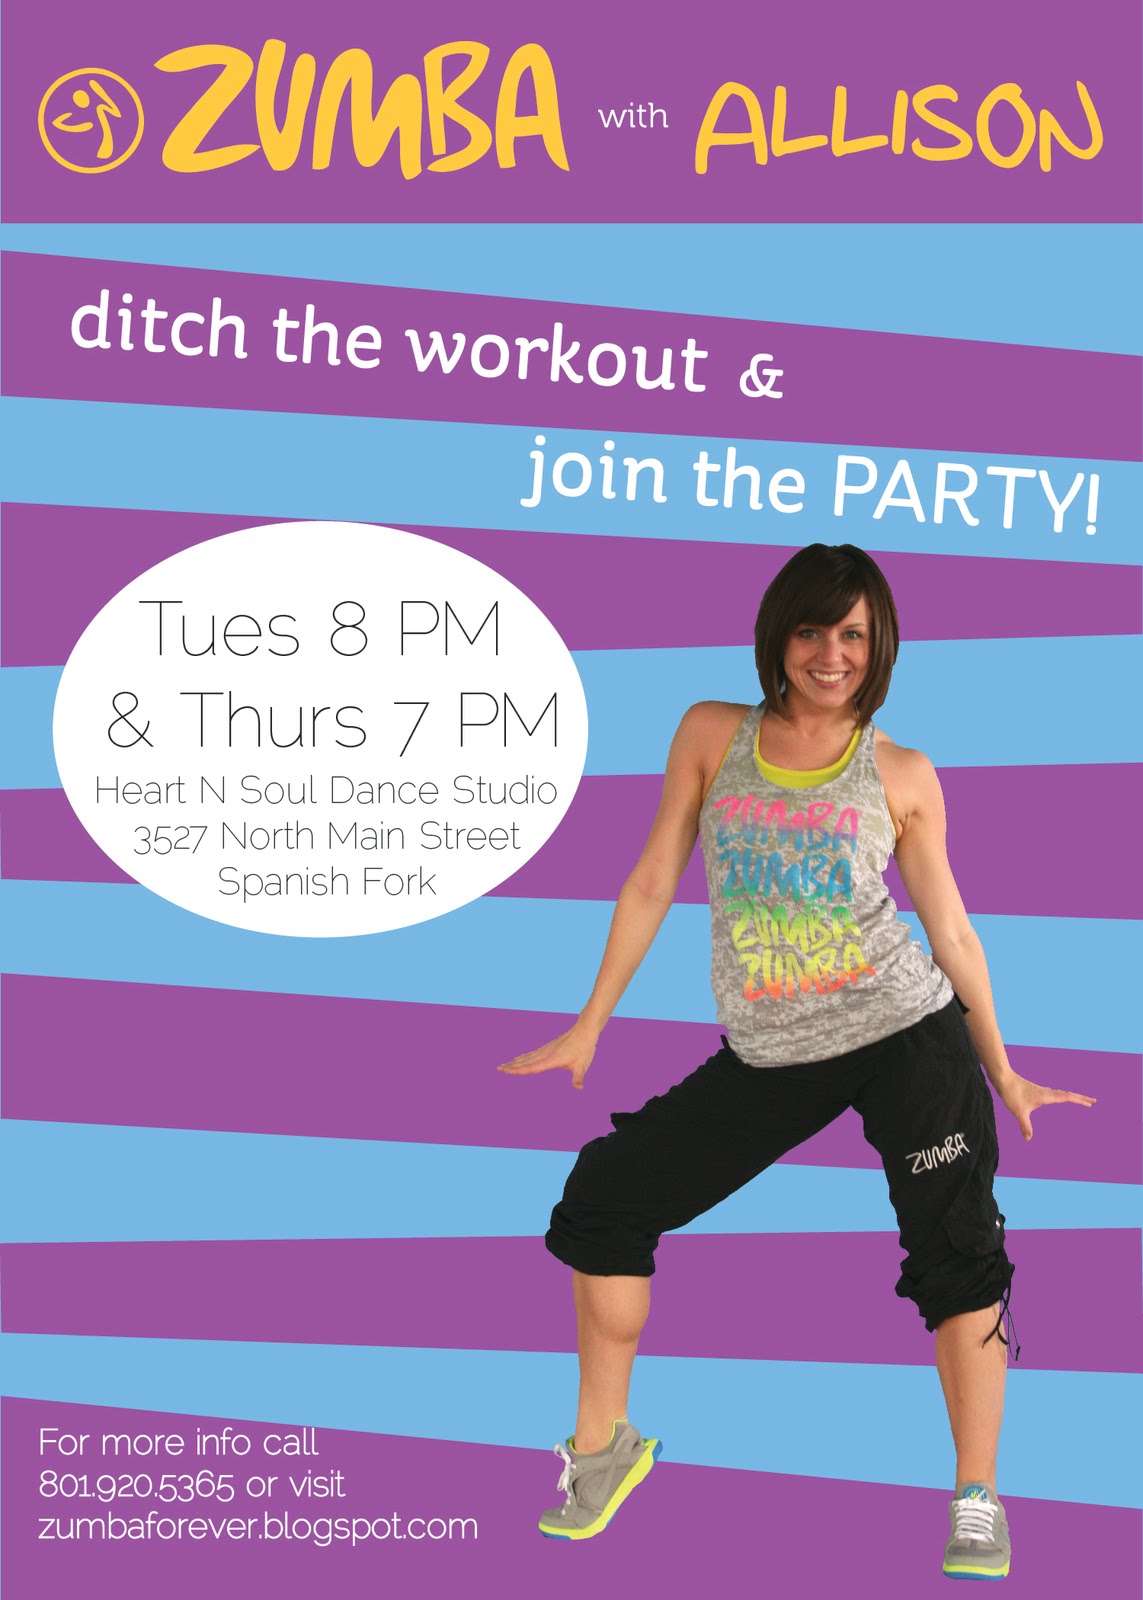 ZUMBA with ALLISON
ditch the workout &
join the PARTY!
Tues 8 PM
& Thurs 7 PM
Heart N Soul Dance Studio
3527 North Main Street
Spanish Fork
ZUMBA
ZUMBA
ZUMBA
ZUMBA
ZUMBA
For more info call
801.920.5365 or visit
zumbaforever.blogspot.com